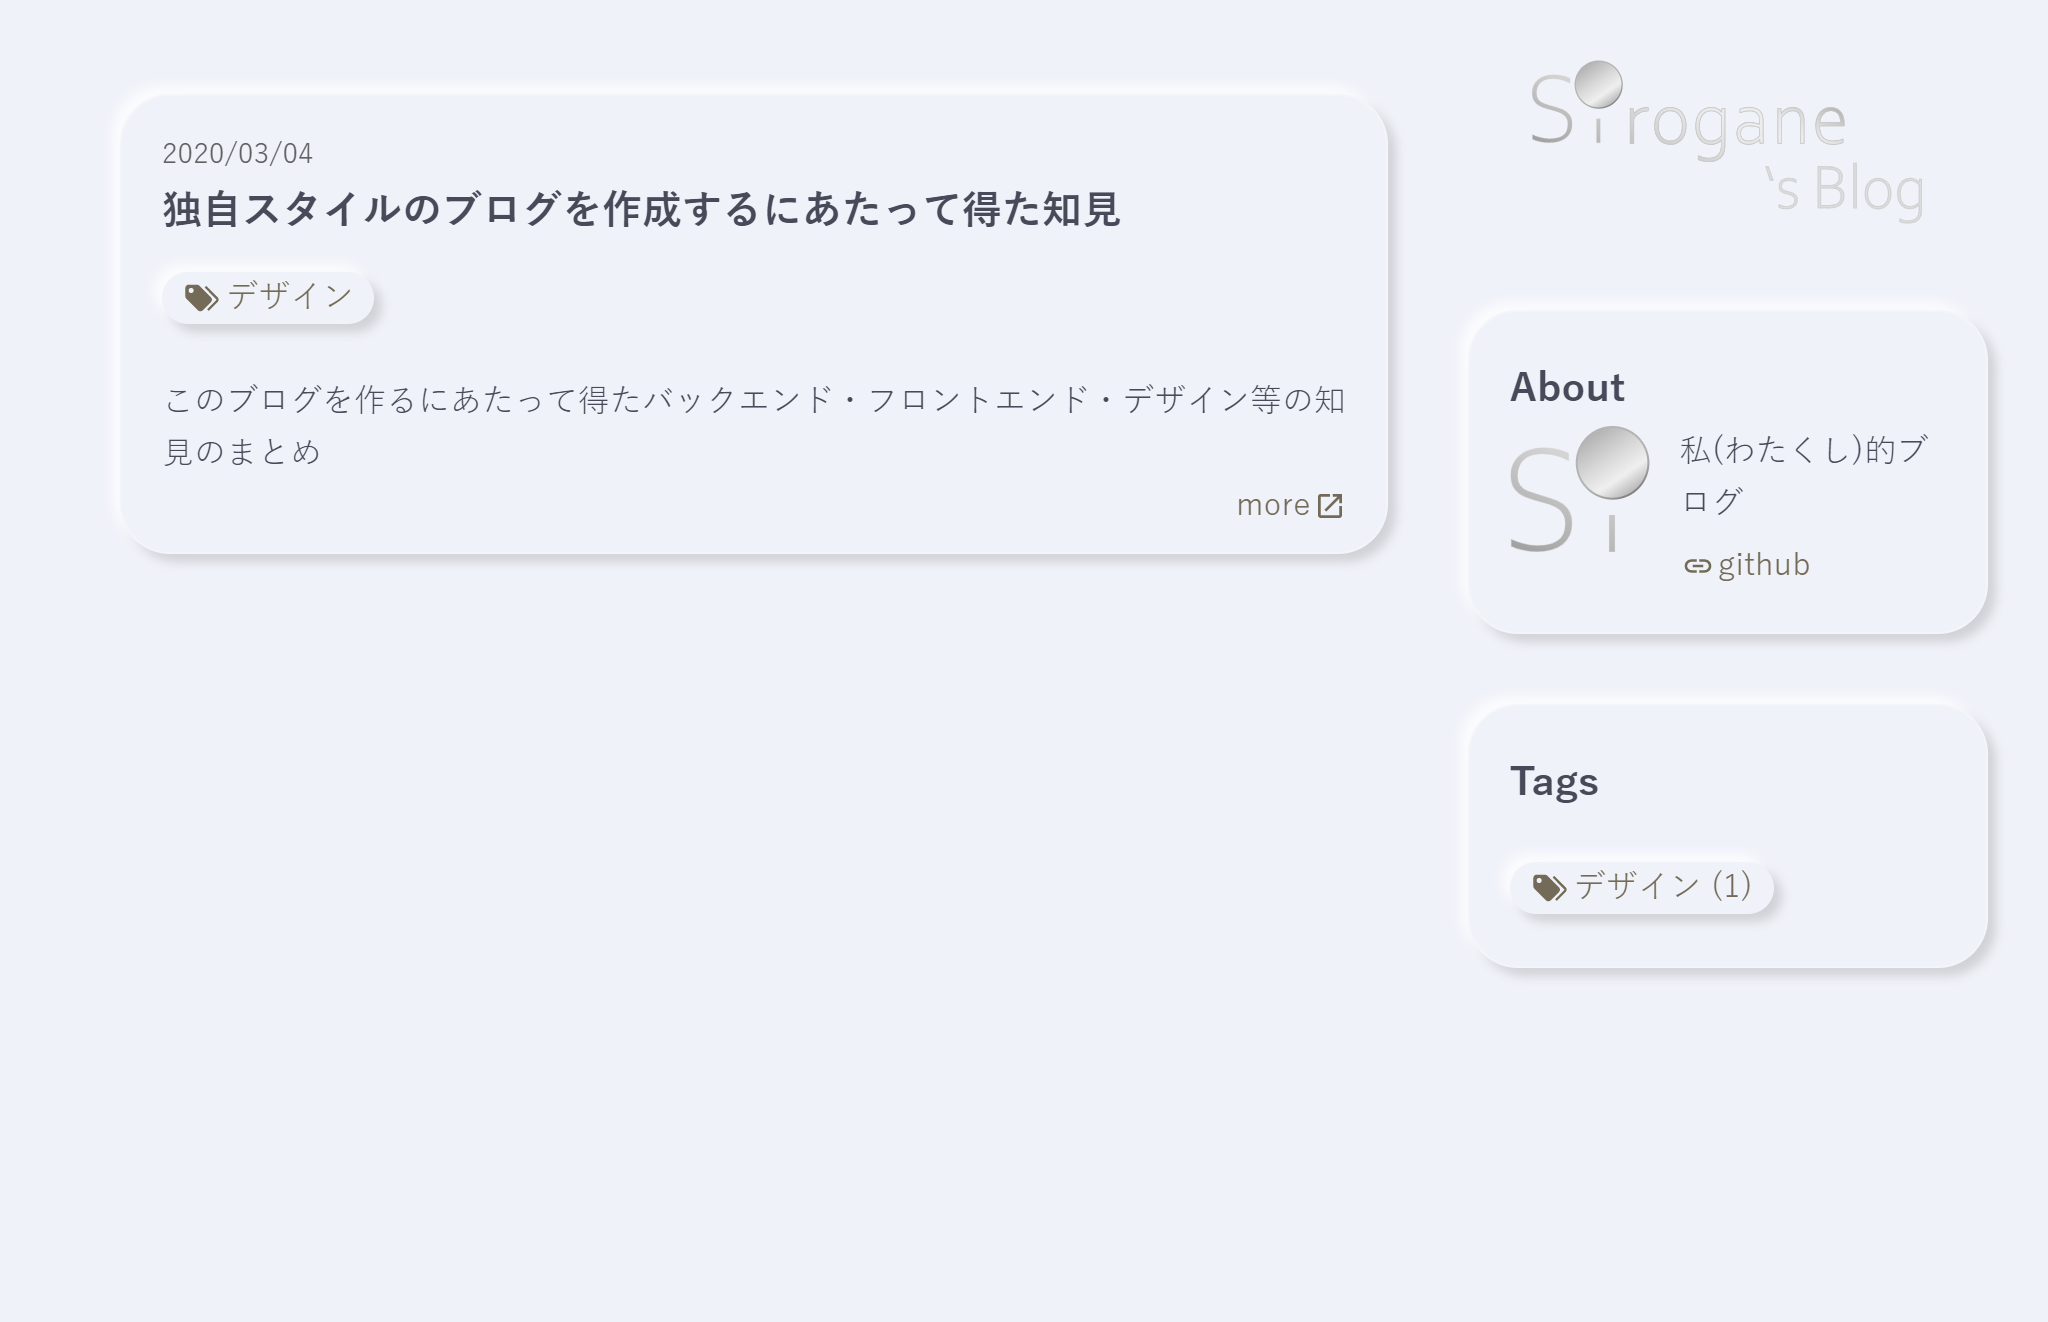 2020/03/04
独自スタイルのブログを作成するにあたって得た知見
デザイン
このブログを作るにあたって得たバックエンド・フロントエンド・デザイン等の知
見のまとめ
more
Sirogane
‘s Blog
About
Si
私(わたくし)的ブ
ログ
github
Tags
デザイン (1)